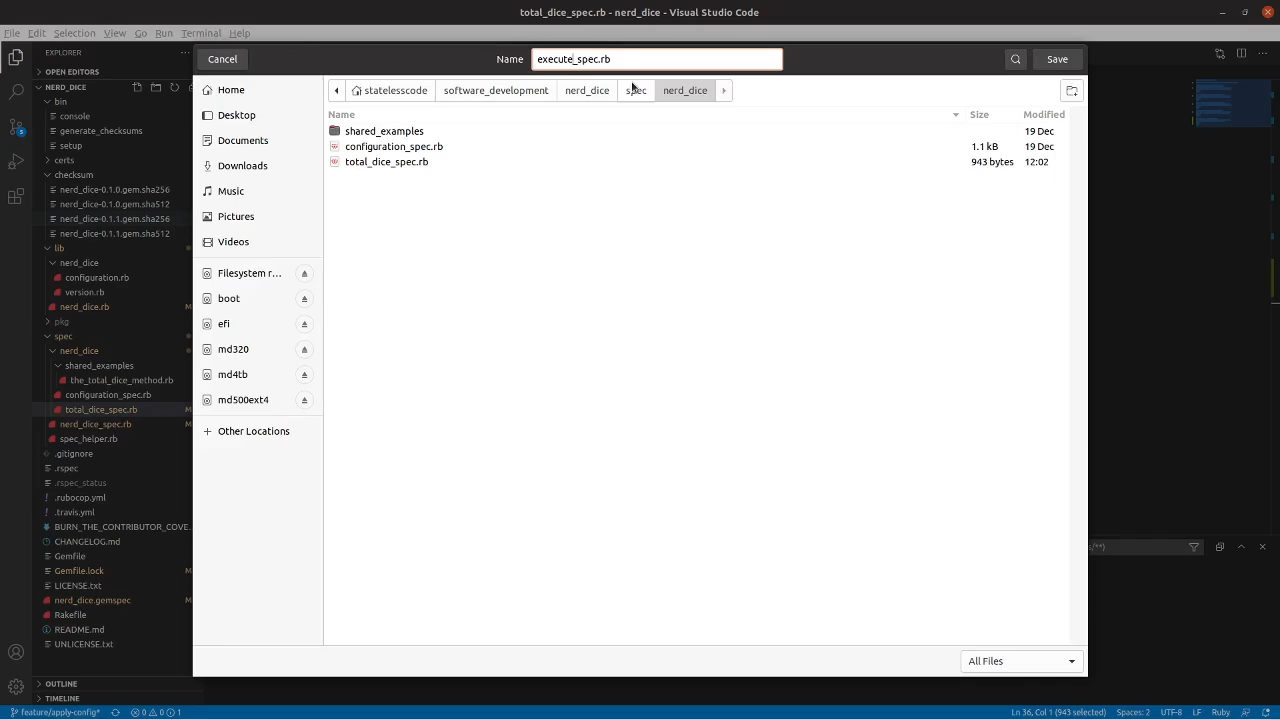 total_dice_spec.rb - nerd_dice - Visual Studio Code
File Edit Selection View Go Run Terminal Help
Cancel Name execute_spec.rb Save
EXPLORER
OPEN EDITORS
NERD_DICE
bin
console
generate_checksums
setup
certs
checksum
nerd_dice-0.1.0.gem.sha256
nerd_dice-0.1.0.gem.sha512
nerd_dice-0.1.1.gem.sha256
nerd_dice-0.1.1.gem.sha512
lib
nerd_dice
configuration.rb
version.rb
nerd_dice.rb M
pkg
spec
nerd_dice
shared_examples
the_total_dice_method.rb
configuration_spec.rb
total_dice_spec.rb M
nerd_dice_spec.rb M
spec_helper.rb
.gitignore
.rspec
.rspec_status
.rubocop.yml
.travis.yml
BURN_THE_CONTRIBUTOR_COVE...
CHANGELOG.md
Gemfile
Gemfile.lock M
LICENSE.txt
nerd_dice.gemspec M
Rakefile
README.md
UNLICENSE.txt
OUTLINE
TIMELINE
5
Home
Desktop
Documents
Downloads
Music
Pictures
Videos
Filesystem r...
boot
efi
md320
md4tb
md500ext4
Other Locations
statelesscode software_development nerd_dice spec nerd_dice
Name Size Modified
shared_examples 19 Dec
configuration_spec.rb 1.1 kB 19 Dec
total_dice_spec.rb 943 bytes 12:02
All Files
s/**)
feature/apply-config* 0 0 1 Ln 36, Col 1 (943 selected) Spaces: 2 UTF-8 LF Ruby